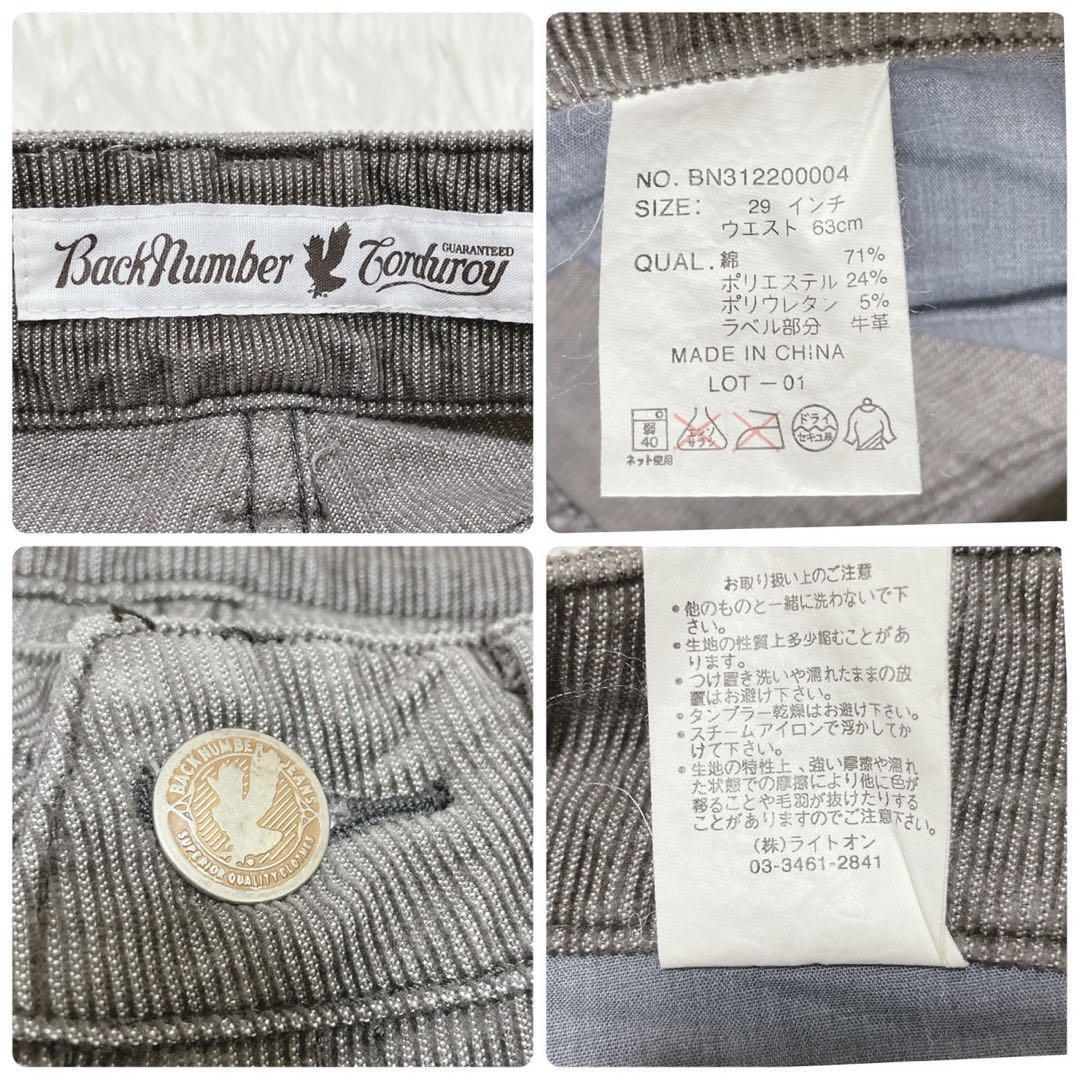 BackNumber GUARANTEED Corduroy
NO. BN312200004
SIZE: 29 インチ
ウエスト 63cm
QUAL. 綿 71%
ポリエステル 24%
ポリウレタン 5%
ラベル部分 牛革
MADE IN CHINA
LOT - 01
弱 40 エンソ サラシ ドライ セキユ系
ネット使用
BACK NUMBER JEANS
SUPERIOR QUALITY CLOTHES
お取り扱い上のご注意
•他のものと一緒に洗わないで下
さい。
•生地の性質上多少縮むことがあ
ります。
•つけ置き洗いや濡れたままの放
置はお避け下さい。
•タンブラー乾燥はお避け下さい。
•スチームアイロンで浮かしてか
けて下さい。
•生地の特性上、強い摩擦や濡れ
た状態での摩擦により他に色が
移ることや毛羽が抜けたりする
ことがありますのでご注意下さい。
(株)ライトオン
03-3461-2841